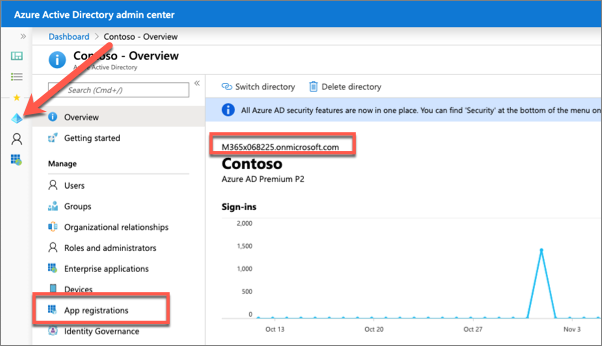 Azure Active Directory admin center
Dashboard > Contoso - Overview
Contoso - Overview
Azure Active Directory
Search (Cmd+/)
Overview
Getting started
Manage
Users
Groups
Organizational relationships
Roles and administrators
Enterprise applications
Devices
App registrations
Identity Governance
Switch directory
Delete directory
All Azure AD security features are now in one place. You can find 'Security' at the bottom of the menu on
M365x068225.onmicrosoft.com
Contoso
Azure AD Premium P2
Sign-ins
2,000
1,500
1,000
500
0
Oct 13
Oct 20
Oct 27
Nov 3